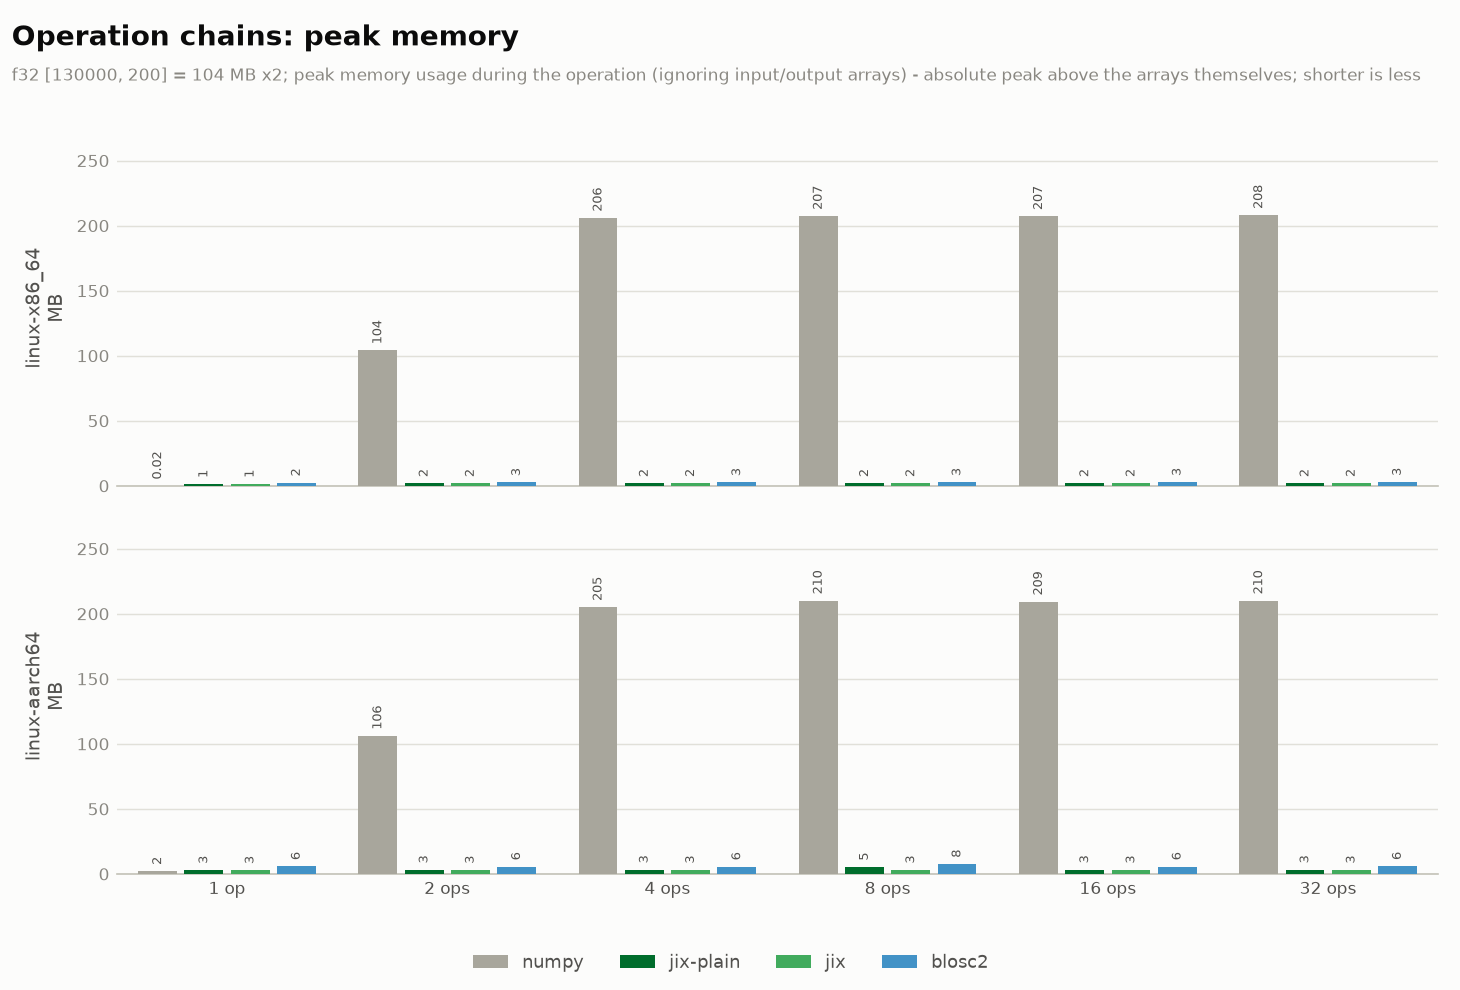 Operation chains: peak memory
f32 [130000, 200] = 104 MB x2; peak memory usage during the operation (ignoring input/output arrays) - absolute peak above the arrays themselves; shorter is less
linux-x86_64
MB
250
200
150
100
50
0
0.02 1 1 2 104 2 2 3 206 2 2 3 207 2 2 3 207 2 2 3 208 2 2 3
linux-aarch64
MB
250
200
150
100
50
0
2 3 3 6 106 3 3 6 205 3 3 6 210 5 3 8 209 3 3 6 210 3 3 6
1 op 2 ops 4 ops 8 ops 16 ops 32 ops
numpy jix-plain jix blosc2